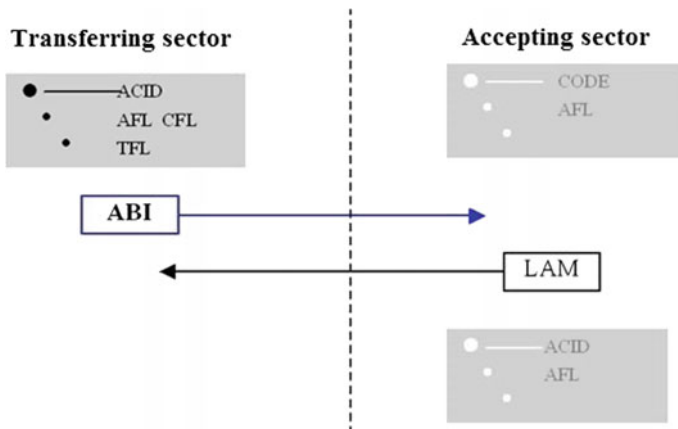 Transferring sector
Accepting sector
ACID
AFL CFL
TFL
CODE
AFL
ABI
LAM
ACID
AFL